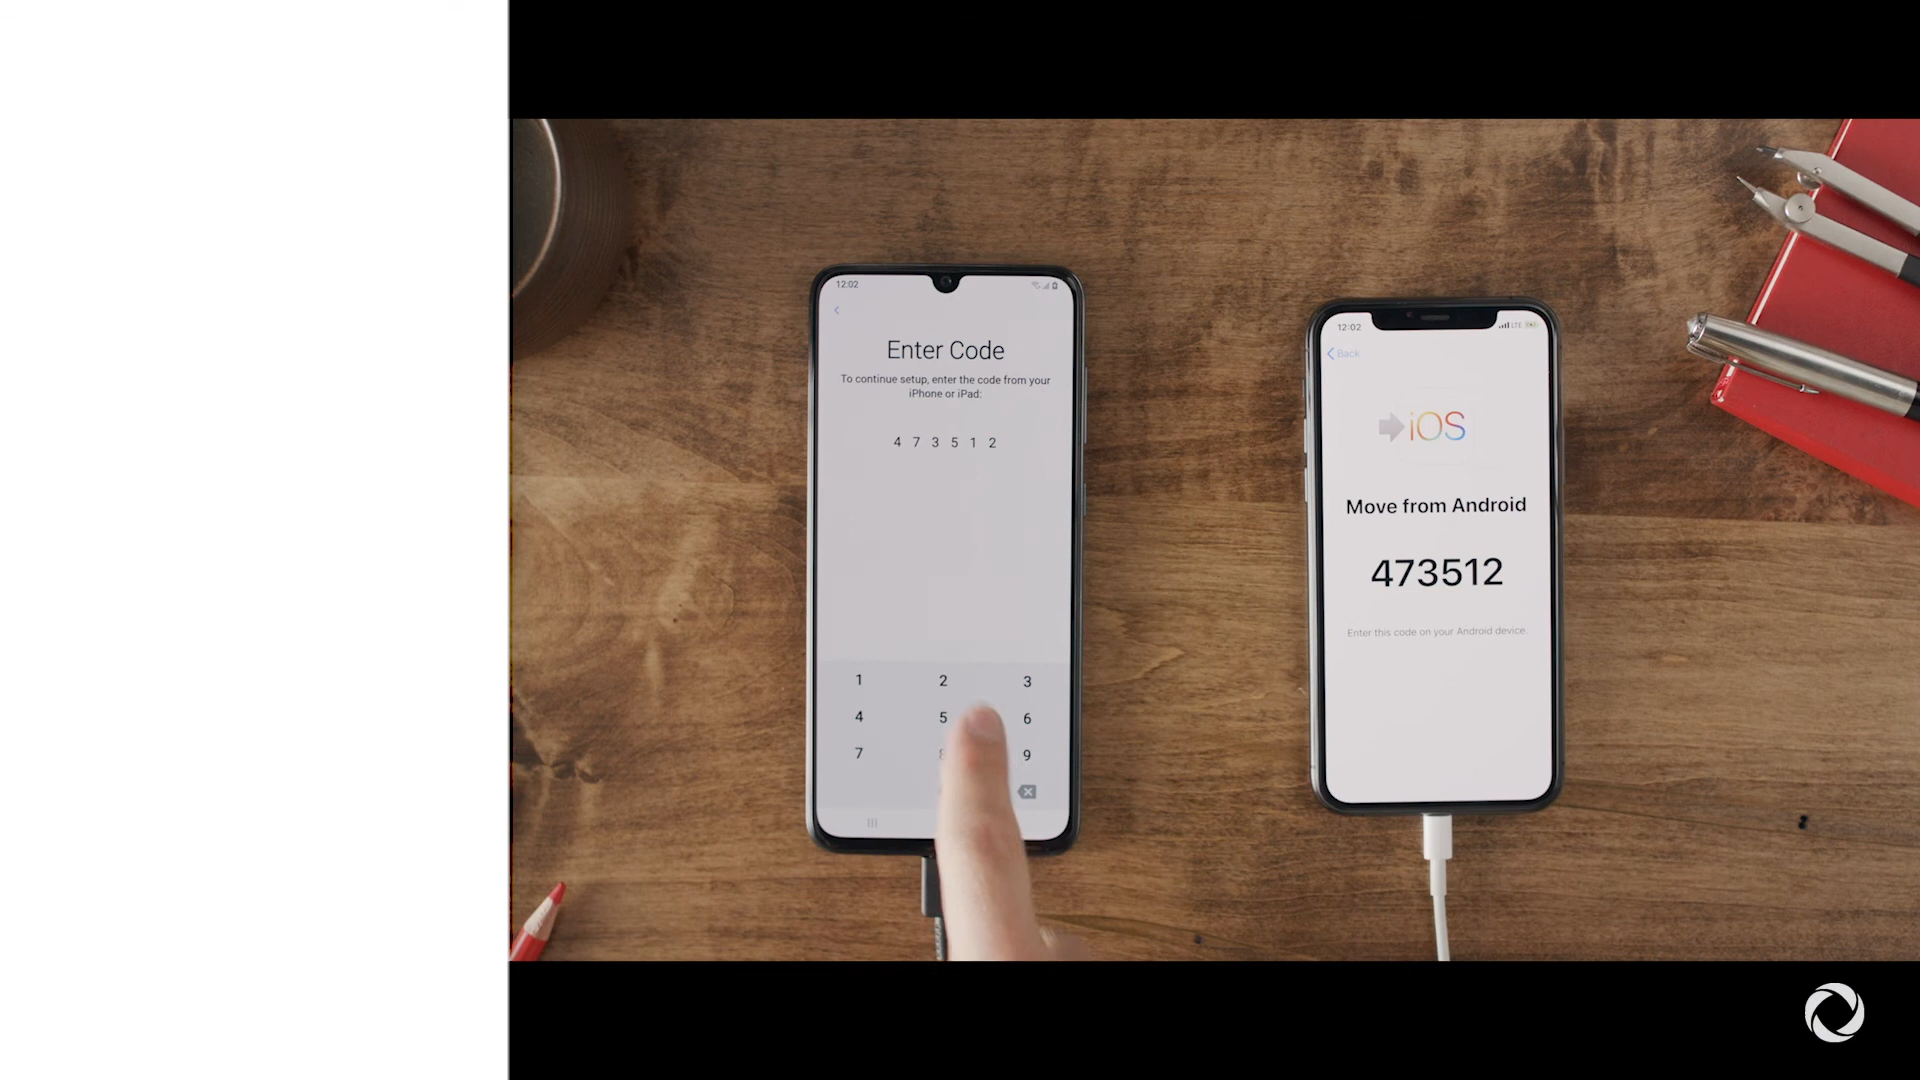 12:02
Enter Code
To continue setup, enter the code from your
iPhone or iPad:
4 7 3 5 1 2
1 2 3
4 5 6
7 9
12:02
LTE
Back
iOS
Move from Android
473512
Enter this code on your Android device.